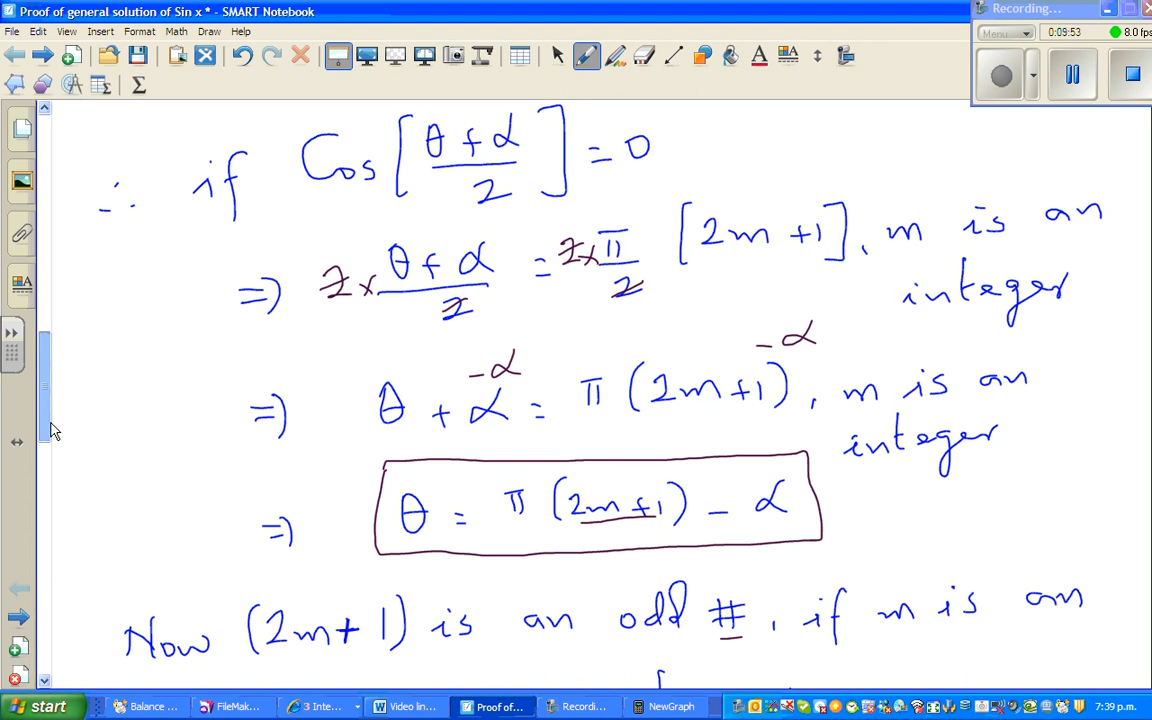 Proof of general solution of Sin x * - SMART Notebook
Recording...
File Edit View Insert Format Math Draw Help
Menu 0:09:53 8.0 fps
∴ if Cos [θ + α / 2] = 0
⇒ 2 × θ + α / 2 = 2 × π / 2 [2m + 1], m is an
integer
- α - α
⇒ θ + α = π (2m + 1), m is an
integer
⇒ θ = π (2m + 1) - α
Now (2m + 1) is an odd #, if m is an
start Balance ... FileMak... 3 Inte... Word Video lin... Proof of... Recordi... NewGraph 7:39 p.m.